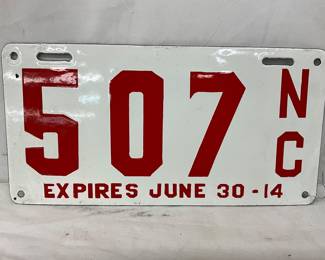 507 NC
EXPIRES JUNE 30-14